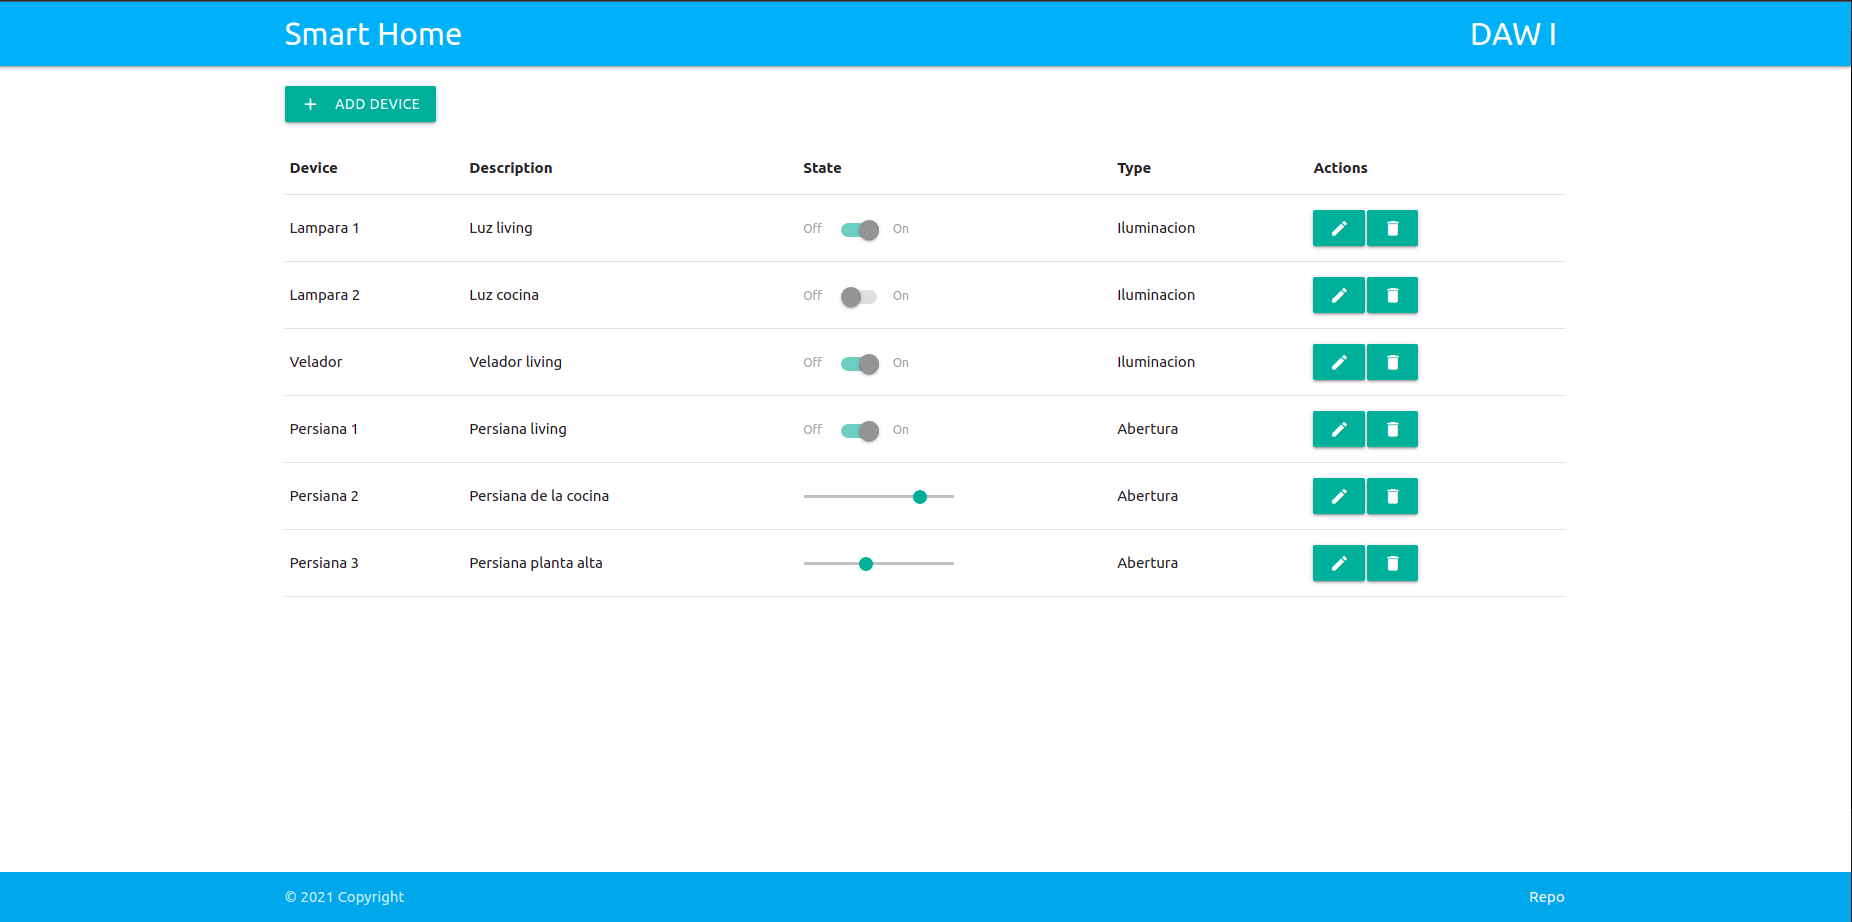 Smart Home DAW I
ADD DEVICE
Device Description State Type Actions
Lampara 1 Luz living Off On Iluminacion
Lampara 2 Luz cocina Off On Iluminacion
Velador Velador living Off On Iluminacion
Persiana 1 Persiana living Off On Abertura
Persiana 2 Persiana de la cocina Abertura
Persiana 3 Persiana planta alta Abertura
© 2021 Copyright Repo